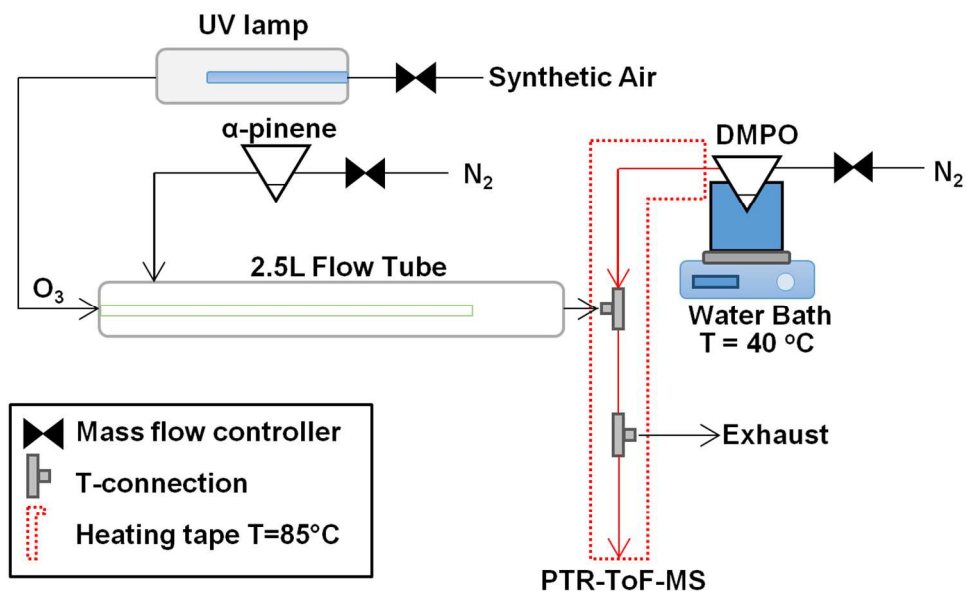 UV lamp
Synthetic Air
α-pinene
N₂
DMPO
N₂
2.5L Flow Tube
O₃
Water Bath
T = 40 °C
Mass flow controller
T-connection
Heating tape T=85°C
Exhaust
PTR-ToF-MS